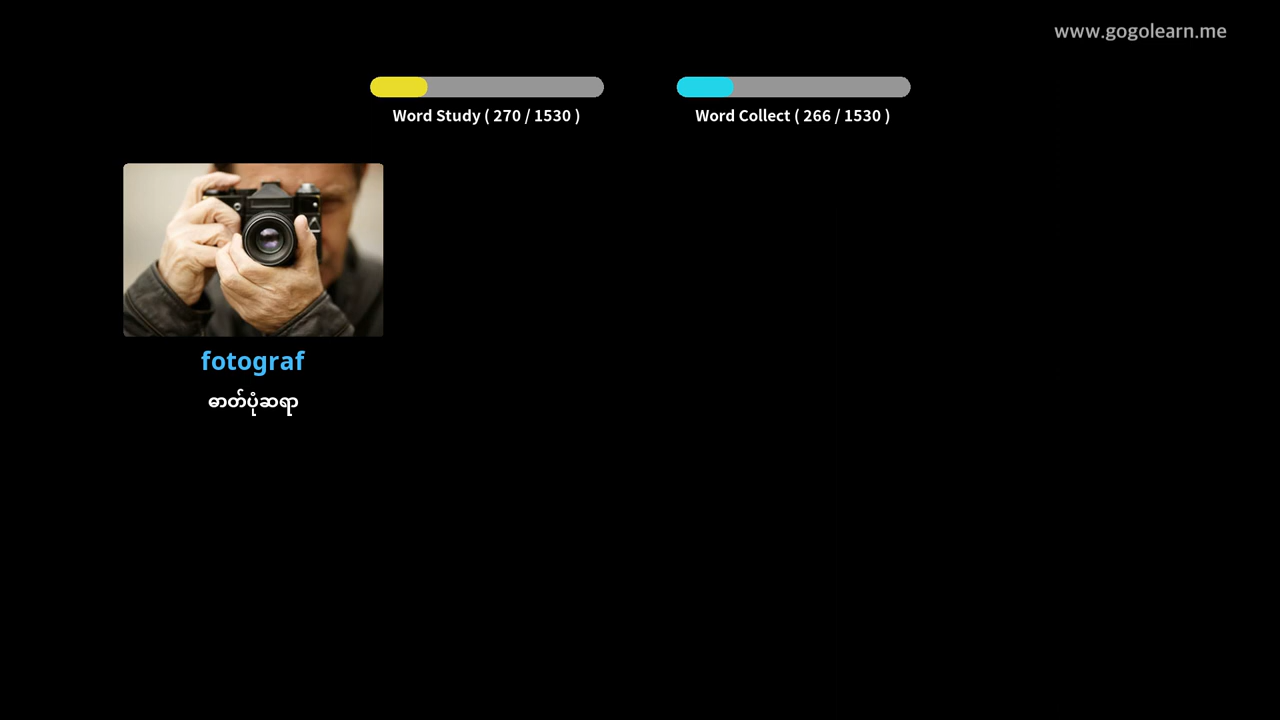 www.gogolearn.me
Word Study ( 270 / 1530 )
Word Collect ( 266 / 1530 )
fotograf
ဓာတ်ပုံဆရာ